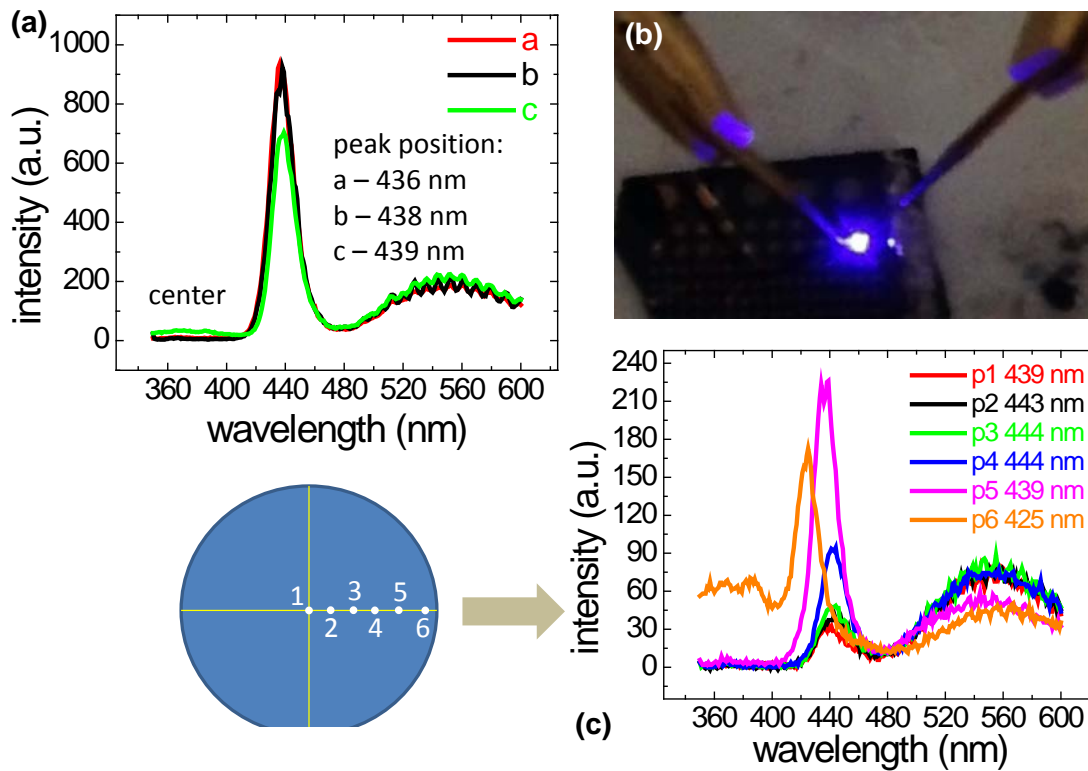 (a)
1000
800
600
400
200
0
intensity (a.u.)
a
b
c
peak position:
a – 436 nm
b – 438 nm
c – 439 nm
center
360 400 440 480 520 560 600
wavelength (nm)
(b)
1 2 3 4 5 6
240
210
180
150
120
90
60
30
0
intensity (a.u.)
p1 439 nm
p2 443 nm
p3 444 nm
p4 444 nm
p5 439 nm
p6 425 nm
360 400 440 480 520 560 600
wavelength (nm)
(c)